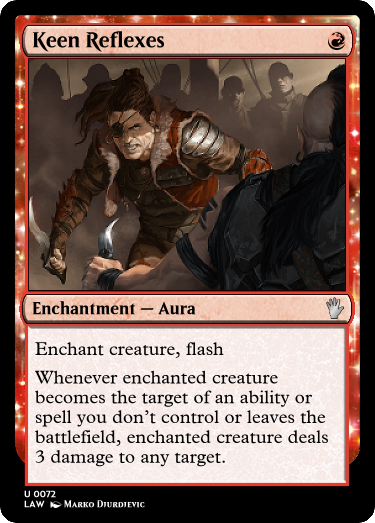 Keen Reflexes
Enchantment — Aura
Enchant creature, flash
Whenever enchanted creature
becomes the target of an ability or
spell you don't control or leaves the
battlefield, enchanted creature deals
3 damage to any target.
U 0072
LAW Marko Djurdjevic